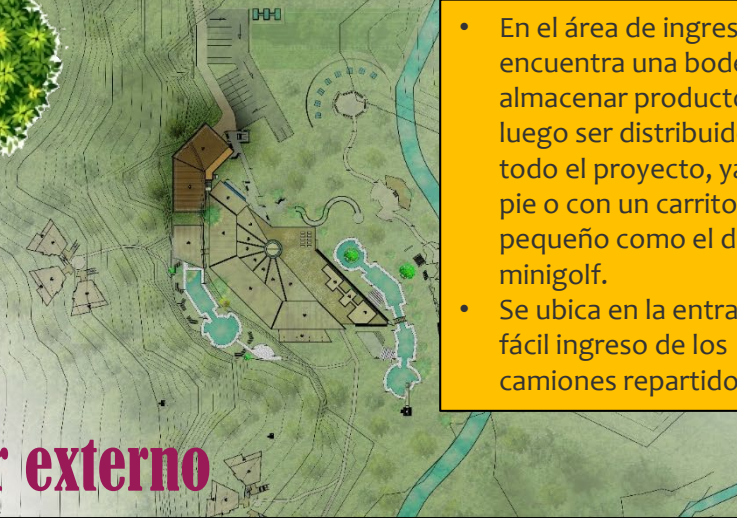 • En el área de ingres
encuentra una bode
almacenar producto
luego ser distribuid
todo el proyecto, ya
pie o con un carrito
pequeño como el d
minigolf.
• Se ubica en la entra
fácil ingreso de los
camiones repartido
r externo